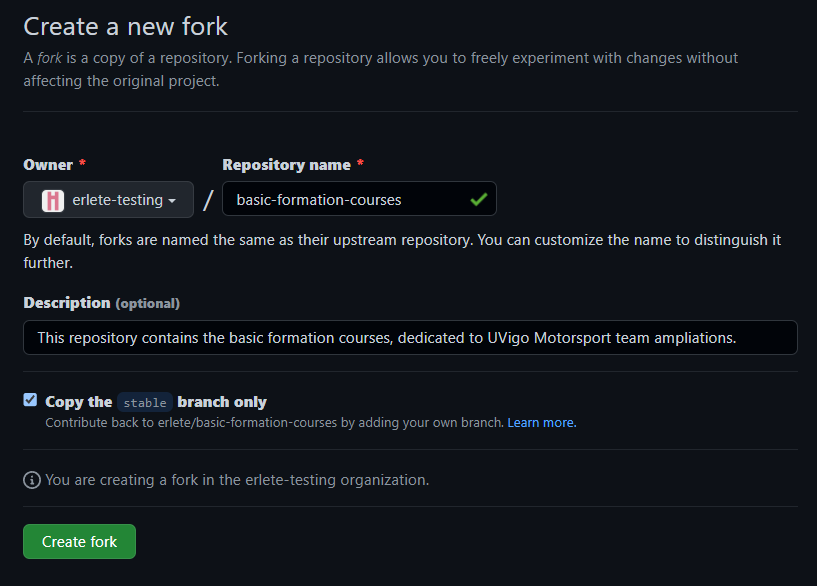 Create a new fork
A fork is a copy of a repository. Forking a repository allows you to freely experiment with changes without
affecting the original project.
Owner * Repository name *
erlete-testing / basic-formation-courses
By default, forks are named the same as their upstream repository. You can customize the name to distinguish it
further.
Description (optional)
This repository contains the basic formation courses, dedicated to UVigo Motorsport team ampliations.
Copy the stable branch only
Contribute back to erlete/basic-formation-courses by adding your own branch. Learn more.
You are creating a fork in the erlete-testing organization.
Create fork